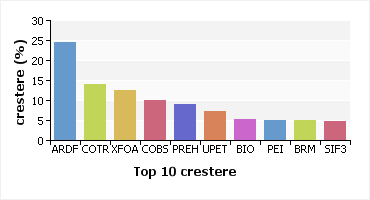 crestere (%)
30
25
20
15
10
5
0
ARDF COTR XFOA COBS PREH UPET BIO PEI BRM SIF3
Top 10 crestere